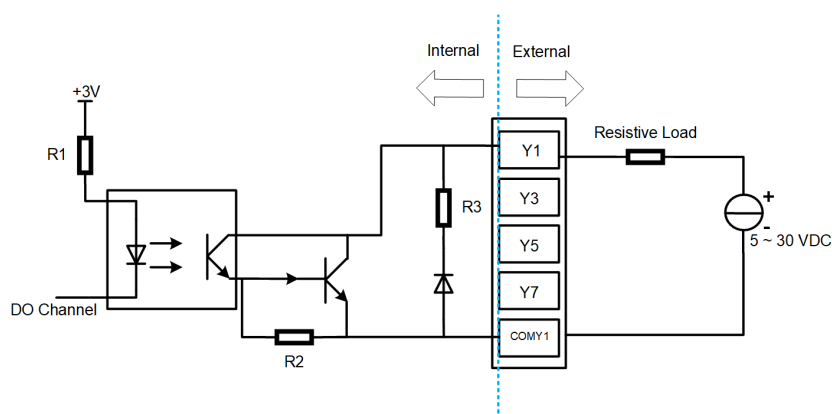 Internal
External
+3V
R1
DO Channel
R2
R3
Y1
Y3
Y5
Y7
COMY1
Resistive Load
+
-
5 ~ 30 VDC